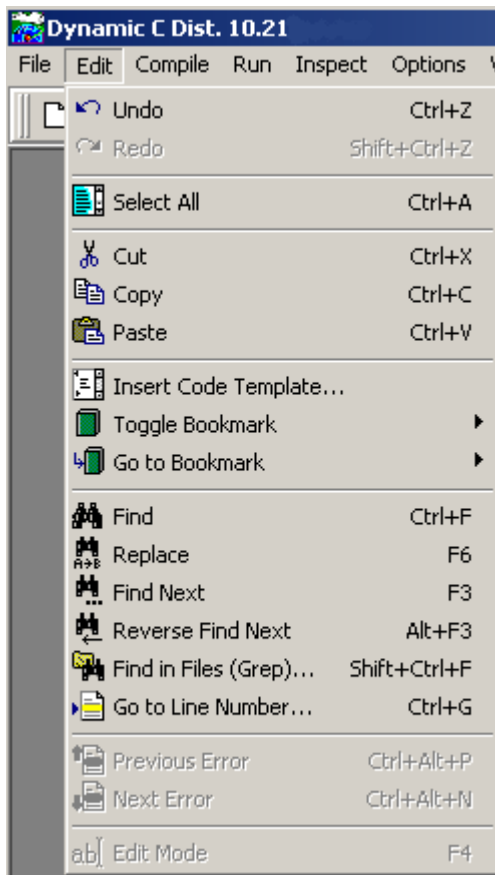 Dynamic C Dist. 10.21
File Edit Compile Run Inspect Options
Undo Ctrl+Z
Redo Shift+Ctrl+Z
Select All Ctrl+A
Cut Ctrl+X
Copy Ctrl+C
Paste Ctrl+V
Insert Code Template...
Toggle Bookmark
Go to Bookmark
Find Ctrl+F
Replace F6
Find Next F3
Reverse Find Next Alt+F3
Find in Files (Grep)... Shift+Ctrl+F
Go to Line Number... Ctrl+G
Previous Error Ctrl+Alt+P
Next Error Ctrl+Alt+N
Edit Mode F4